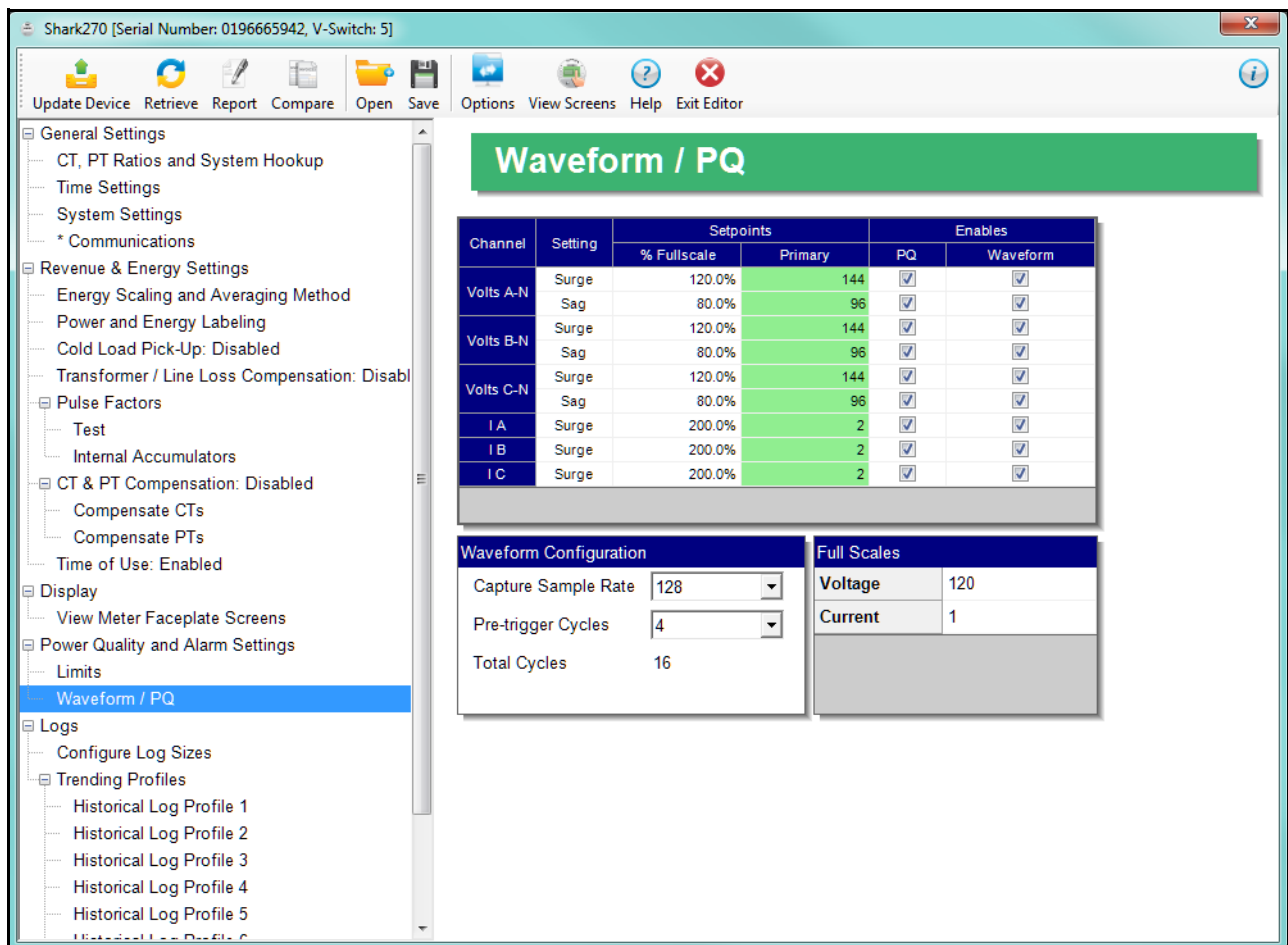 Shark270 [Serial Number: 0196665942, V-Switch: 5]
Update Device Retrieve Report Compare Open Save Options View Screens Help Exit Editor
General Settings
CT, PT Ratios and System Hookup
Time Settings
System Settings
* Communications
Revenue & Energy Settings
Energy Scaling and Averaging Method
Power and Energy Labeling
Cold Load Pick-Up: Disabled
Transformer / Line Loss Compensation: Disabl
Pulse Factors
Test
Internal Accumulators
CT & PT Compensation: Disabled
Compensate CTs
Compensate PTs
Time of Use: Enabled
Display
View Meter Faceplate Screens
Power Quality and Alarm Settings
Limits
Waveform / PQ
Logs
Configure Log Sizes
Trending Profiles
Historical Log Profile 1
Historical Log Profile 2
Historical Log Profile 3
Historical Log Profile 4
Historical Log Profile 5
Waveform / PQ
Channel Setting Setpoints Enables
% Fullscale Primary PQ Waveform
Volts A-N Surge 120.0% 144
Sag 80.0% 96
Volts B-N Surge 120.0% 144
Sag 80.0% 96
Volts C-N Surge 120.0% 144
Sag 80.0% 96
I A Surge 200.0% 2
I B Surge 200.0% 2
I C Surge 200.0% 2
Waveform Configuration
Capture Sample Rate 128
Pre-trigger Cycles 4
Total Cycles 16
Full Scales
Voltage 120
Current 1